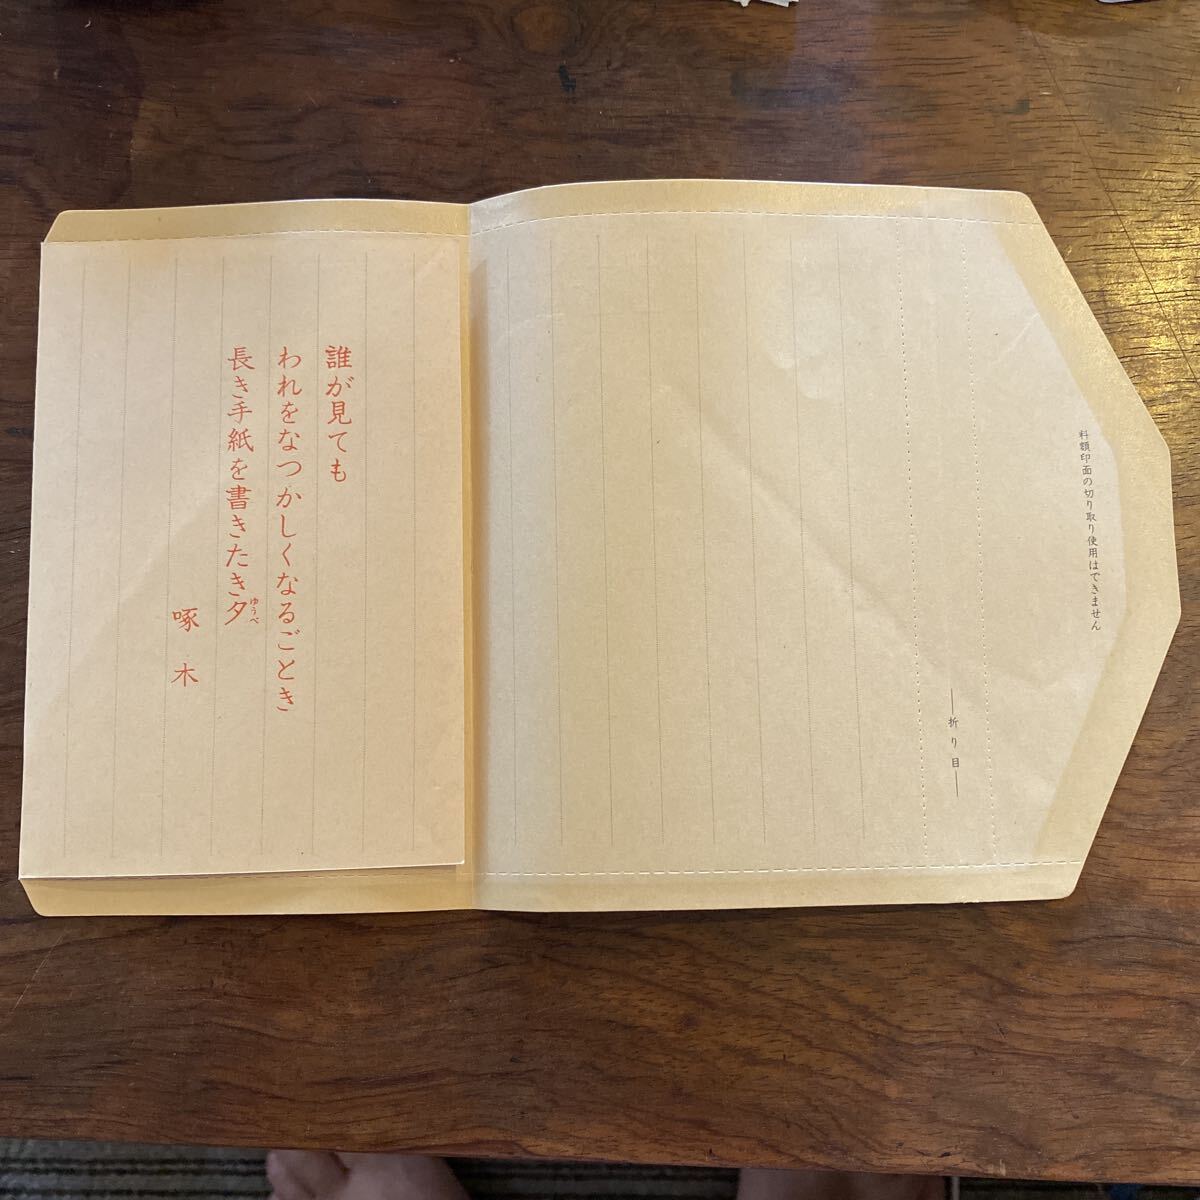 料額印面の切り取り使用はできません
折り目
誰が見ても
われをなつかしくなるごとき
長き手紙を書きたき夕
ゆうべ
啄木